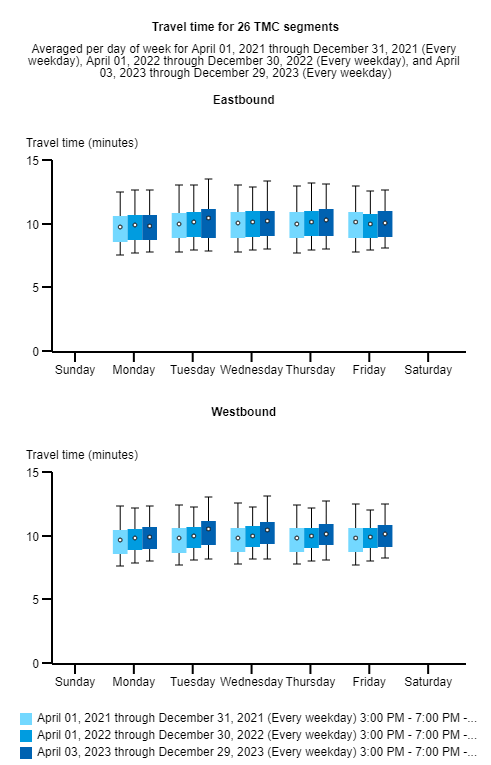 Travel time for 26 TMC segments
Averaged per day of week for April 01, 2021 through December 31, 2021 (Every
weekday), April 01, 2022 through December 30, 2022 (Every weekday), and April
03, 2023 through December 29, 2023 (Every weekday)
Eastbound
Travel time (minutes)
15
10
5
0
Sunday Monday Tuesday Wednesday Thursday Friday Saturday
Westbound
Travel time (minutes)
15
10
5
0
Sunday Monday Tuesday Wednesday Thursday Friday Saturday
April 01, 2021 through December 31, 2021 (Every weekday) 3:00 PM - 7:00 PM -...
April 01, 2022 through December 30, 2022 (Every weekday) 3:00 PM - 7:00 PM -...
April 03, 2023 through December 29, 2023 (Every weekday) 3:00 PM - 7:00 PM -...